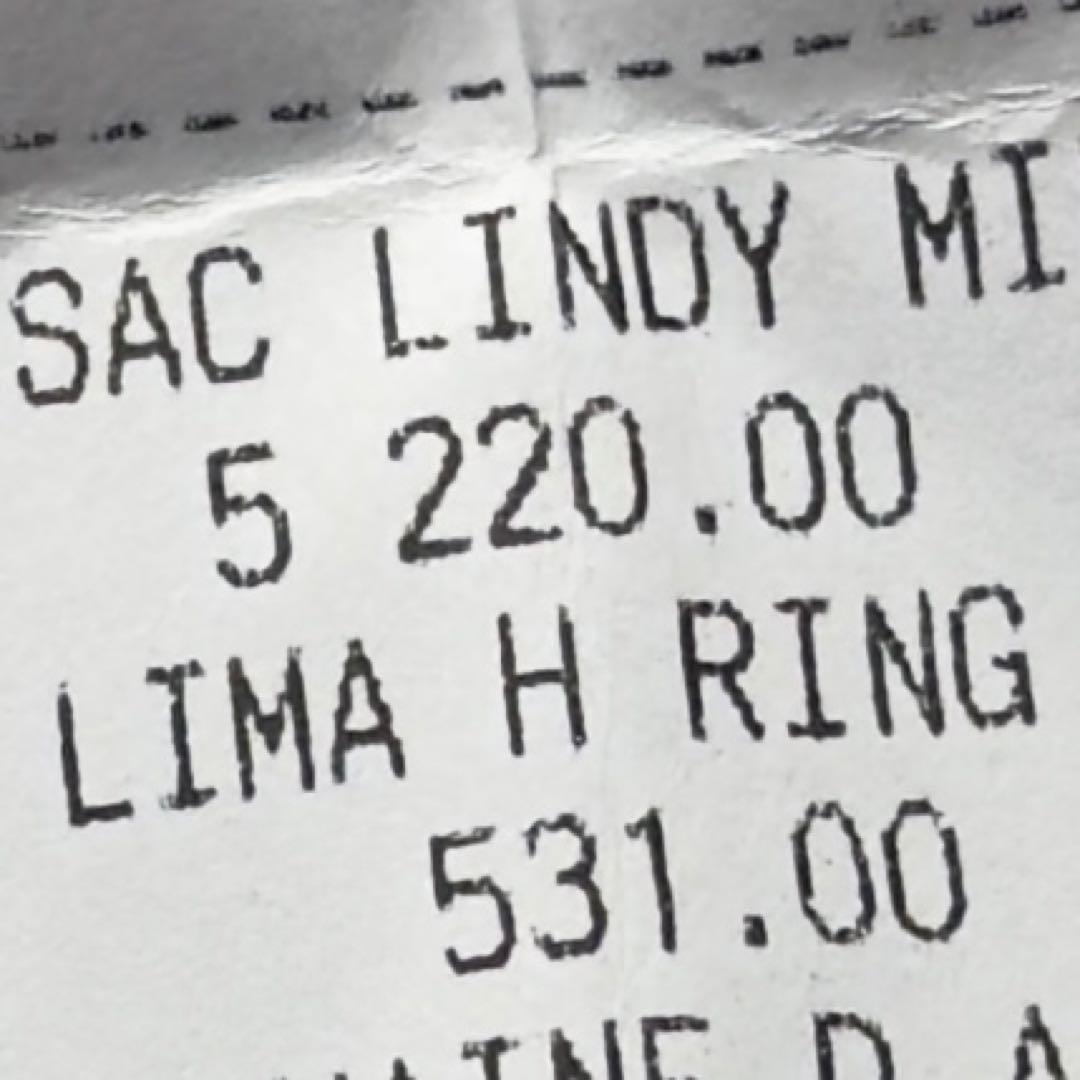 SAC LINDY MI
5 220.00
LIMA H RING
531.00